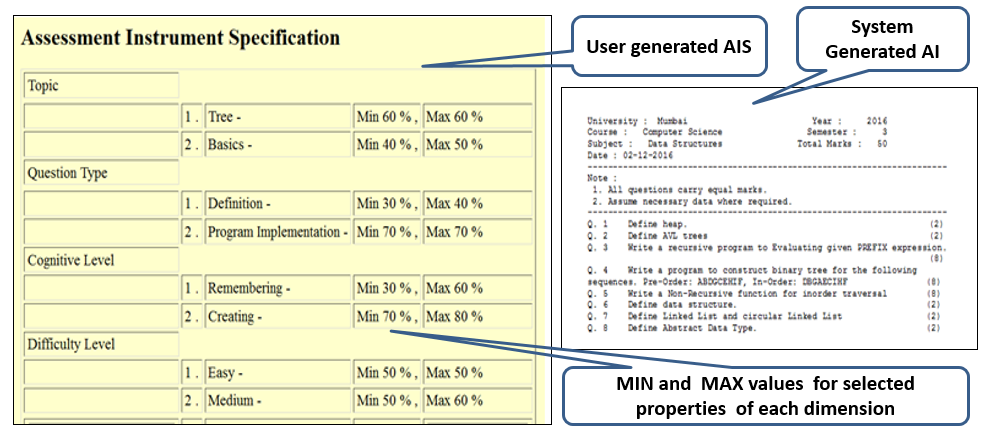 Assessment Instrument Specification
Topic
1 . Tree - Min 60 % , Max 60 %
2 . Basics - Min 40 % , Max 50 %
Question Type
1 . Definition - Min 30 % , Max 40 %
2 . Program Implementation - Min 70 % , Max 70 %
Cognitive Level
1 . Remembering - Min 30 % , Max 60 %
2 . Creating - Min 70 % , Max 80 %
Difficulty Level
1 . Easy - Min 50 % , Max 50 %
2 . Medium - Min 50 % , Max 60 %
User generated AIS
System
Generated AI
University : Mumbai Year : 2016
Course : Computer Science Semester : 3
Subject : Data Structures Total Marks : 50
Date : 02-12-2016
Note :
1. All questions carry equal marks.
2. Assume necessary data where required.
Q. 1 Define heap. (2)
Q. 2 Define AVL trees (2)
Q. 3 Write a recursive program to Evaluating given PREFIX expression.
(8)
Q. 4 Write a program to construct binary tree for the following
sequences. Pre-Order: ABDGCEHIF, In-Order: DBGAECIHF (8)
Q. 5 Write a Non-Recursive function for inorder traversal (8)
Q. 6 Define data structure. (2)
Q. 7 Define Linked List and circular Linked List (2)
Q. 8 Define Abstract Data Type. (2)
MIN and MAX values for selected
properties of each dimension